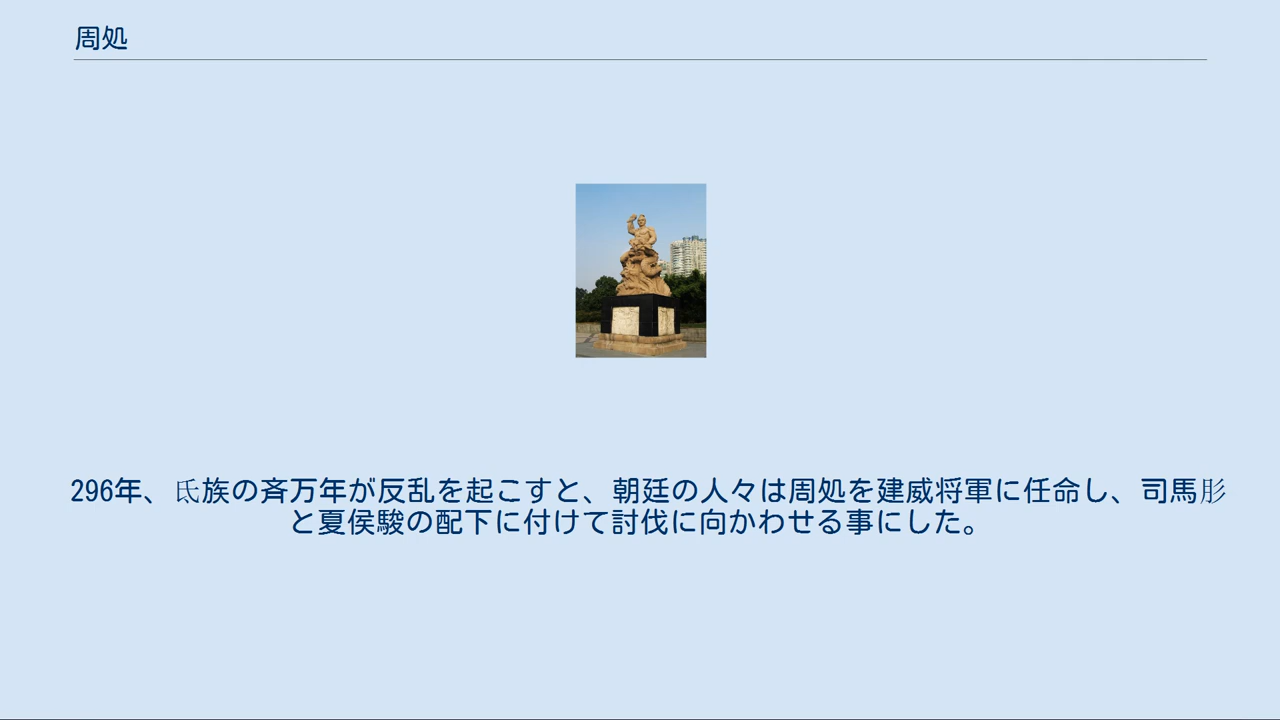 周処
296年、氐族の斉万年が反乱を起こすと、朝廷の人々は周処を建威将軍に任命し、司馬肜
と夏侯駿の配下に付けて討伐に向かわせる事にした。